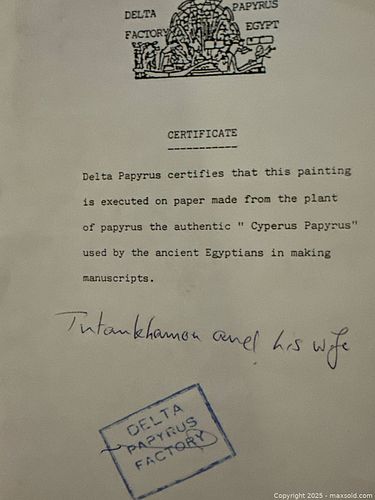 DELTA PAPYRUS
FACTORY EGYPT
CERTIFICATE
Delta Papyrus certifies that this painting
is executed on paper made from the plant
of papyrus the authentic " Cyperus Papyrus"
used by the ancient Egyptians in making
manuscripts.
Tutankhamon and his wife
DELTA
PAPYRUS
FACTORY
Copyright 2025 - maxsold.com